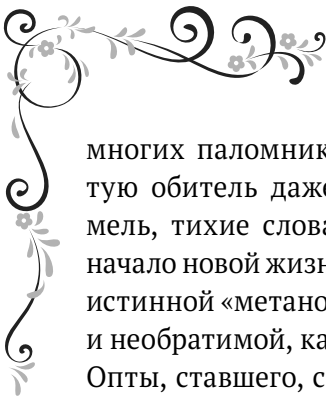 многих паломник
тую обитель даже
мель, тихие слова
начало новой жизн
истинной «метано
и необратимой, ка
Опты, ставшего, с